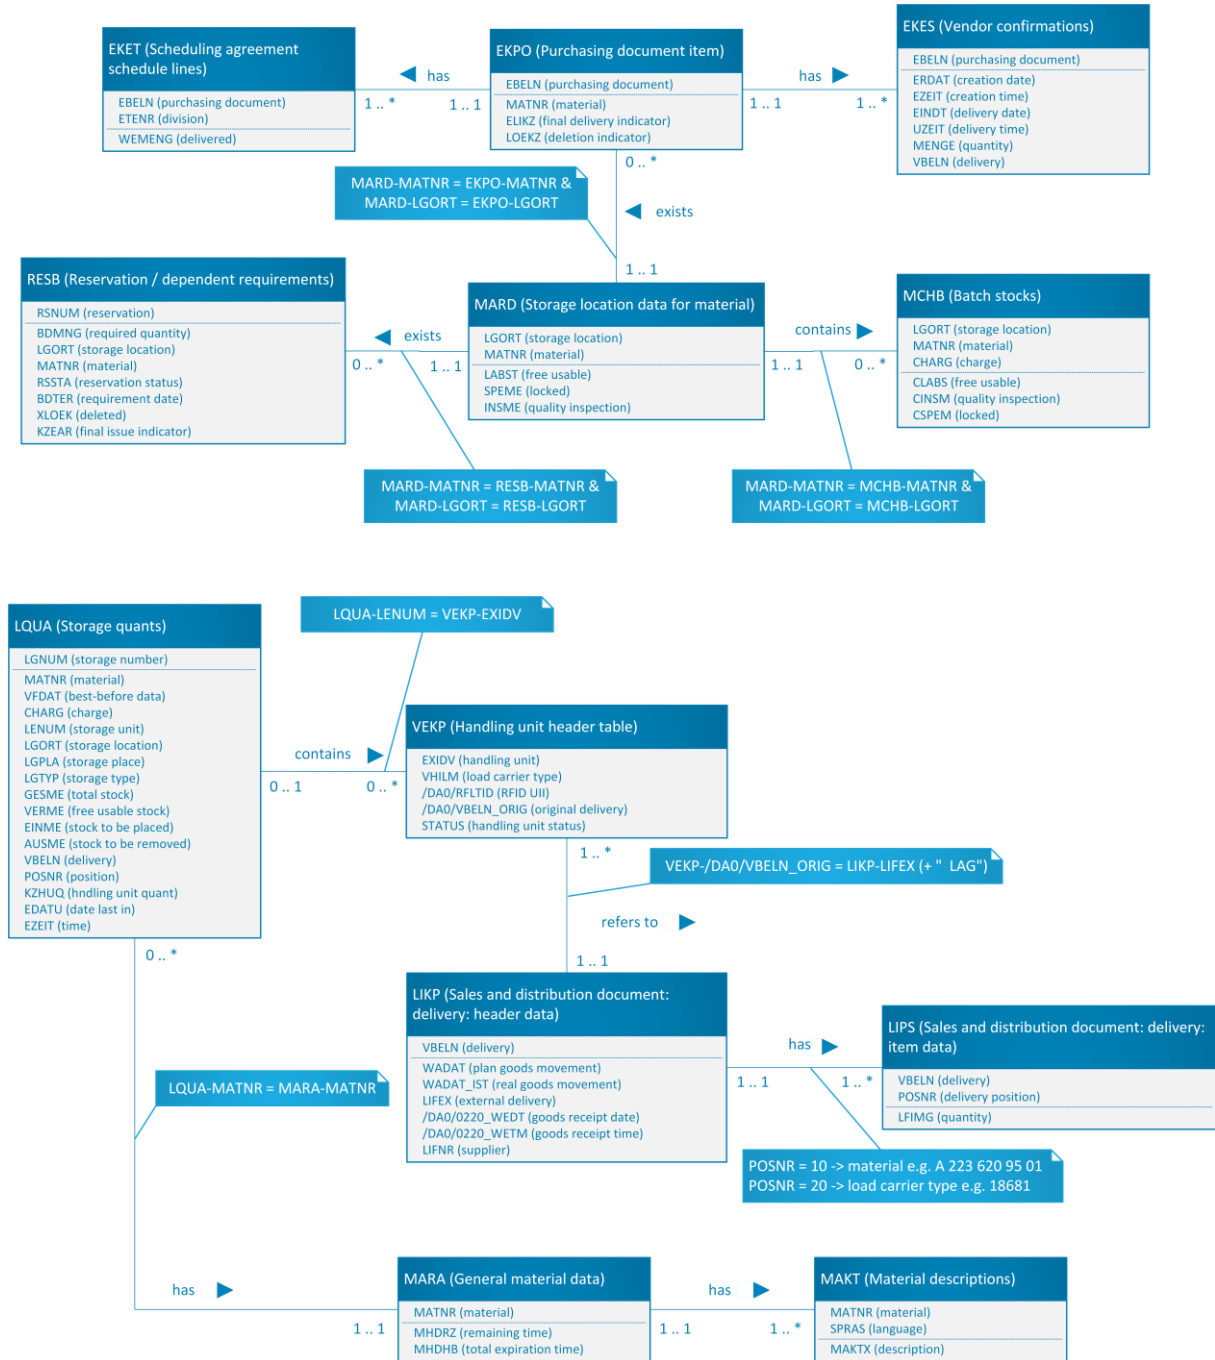 EKET (Scheduling agreement
schedule lines)
EBELN (purchasing document)
ETENR (division)
WEMENG (delivered)
has
1 .. *
1 .. 1
EKPO (Purchasing document item)
EBELN (purchasing document)
MATNR (material)
ELIKZ (final delivery indicator)
LOEKZ (deletion indicator)
has
1 .. 1
1 .. *
EKES (Vendor confirmations)
EBELN (purchasing document)
ERDAT (creation date)
EZEIT (creation time)
EINDT (delivery date)
UZEIT (delivery time)
MENGE (quantity)
VBELN (delivery)
0 .. *
MARD-MATNR = EKPO-MATNR &
MARD-LGORT = EKPO-LGORT
exists
1 .. 1
RESB (Reservation / dependent requirements)
RSNUM (reservation)
BDMNG (required quantity)
LGORT (storage location)
MATNR (material)
RSSTA (reservation status)
BDTER (requirement date)
XLOEK (deleted)
KZEAR (final issue indicator)
exists
0 .. *
1 .. 1
MARD (Storage location data for material)
LGORT (storage location)
MATNR (material)
LABST (free usable)
SPEME (locked)
INSME (quality inspection)
contains
1 .. 1
0 .. *
MCHB (Batch stocks)
LGORT (storage location)
MATNR (material)
CHARG (charge)
CLABS (free usable)
CINSM (quality inspection)
CSPEM (locked)
MARD-MATNR = RESB-MATNR &
MARD-LGORT = RESB-LGORT
MARD-MATNR = MCHB-MATNR &
MARD-LGORT = MCHB-LGORT
LQUA (Storage quants)
LGNUM (storage number)
MATNR (material)
VFDAT (best-before data)
CHARG (charge)
LENUM (storage unit)
LGORT (storage location)
LGPLA (storage place)
LGTYP (storage type)
GESME (total stock)
VERME (free usable stock)
EINME (stock to be placed)
AUSME (stock to be removed)
VBELN (delivery)
POSNR (position)
KZHUQ (hndling unit quant)
EDATU (date last in)
EZEIT (time)
LQUA-LENUM = VEKP-EXIDV
contains
0 .. 1
0 .. *
VEKP (Handling unit header table)
EXIDV (handling unit)
VHILM (load carrier type)
/DA0/RFLTID (RFID UII)
/DA0/VBELN_ORIG (original delivery)
STATUS (handling unit status)
1 .. *
VEKP-/DA0/VBELN_ORIG = LIKP-LIFEX (+ "  LAG")
refers to
1 .. 1
0 .. *
LIKP (Sales and distribution document:
delivery: header data)
VBELN (delivery)
WADAT (plan goods movement)
WADAT_IST (real goods movement)
LIFEX (external delivery)
/DA0/0220_WEDT (goods receipt date)
/DA0/0220_WETM (goods receipt time)
LIFNR (supplier)
has
1 .. 1
1 .. *
LIPS (Sales and distribution document: delivery:
item data)
VBELN (delivery)
POSNR (delivery position)
LFIMG (quantity)
LQUA-MATNR = MARA-MATNR
POSNR = 10 -> material e.g. A 223 620 95 01
POSNR = 20 -> load carrier type e.g. 18681
has
1 .. 1
MARA (General material data)
MATNR (material)
MHDRZ (remaining time)
MHDHB (total expiration time)
has
1 .. 1
1 .. *
MAKT (Material descriptions)
MATNR (material)
SPRAS (language)
MAKTX (description)